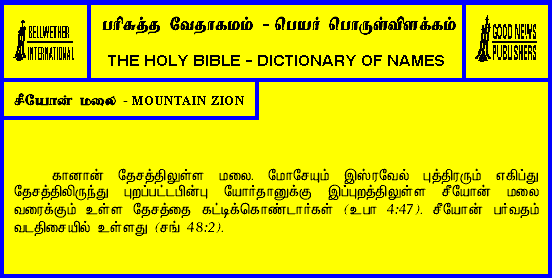 BELLWETHER
INTERNATIONAL
பரிசுத்த வேதாகமம் - பெயர் பொருள்விளக்கம்
THE HOLY BIBLE - DICTIONARY OF NAMES
GOOD NEWS
PUBLISHERS
சீயோன் மலை - MOUNTAIN ZION
கானான் தேசத்திலுள்ள மலை. மோசேயும் இஸ்ரவேல் புத்திரரும் எகிப்து
தேசத்திலிருந்து புறப்பட்டபின்பு யோர்தானுக்கு இப்புறத்திலுள்ள சீயோன் மலை
வரைக்கும் உள்ள தேசத்தை கட்டிக்கொண்டார்கள் (உபா 4:47). சீயோன் பர்வதம்
வடதிசையில் உள்ளது (சங் 48:2).